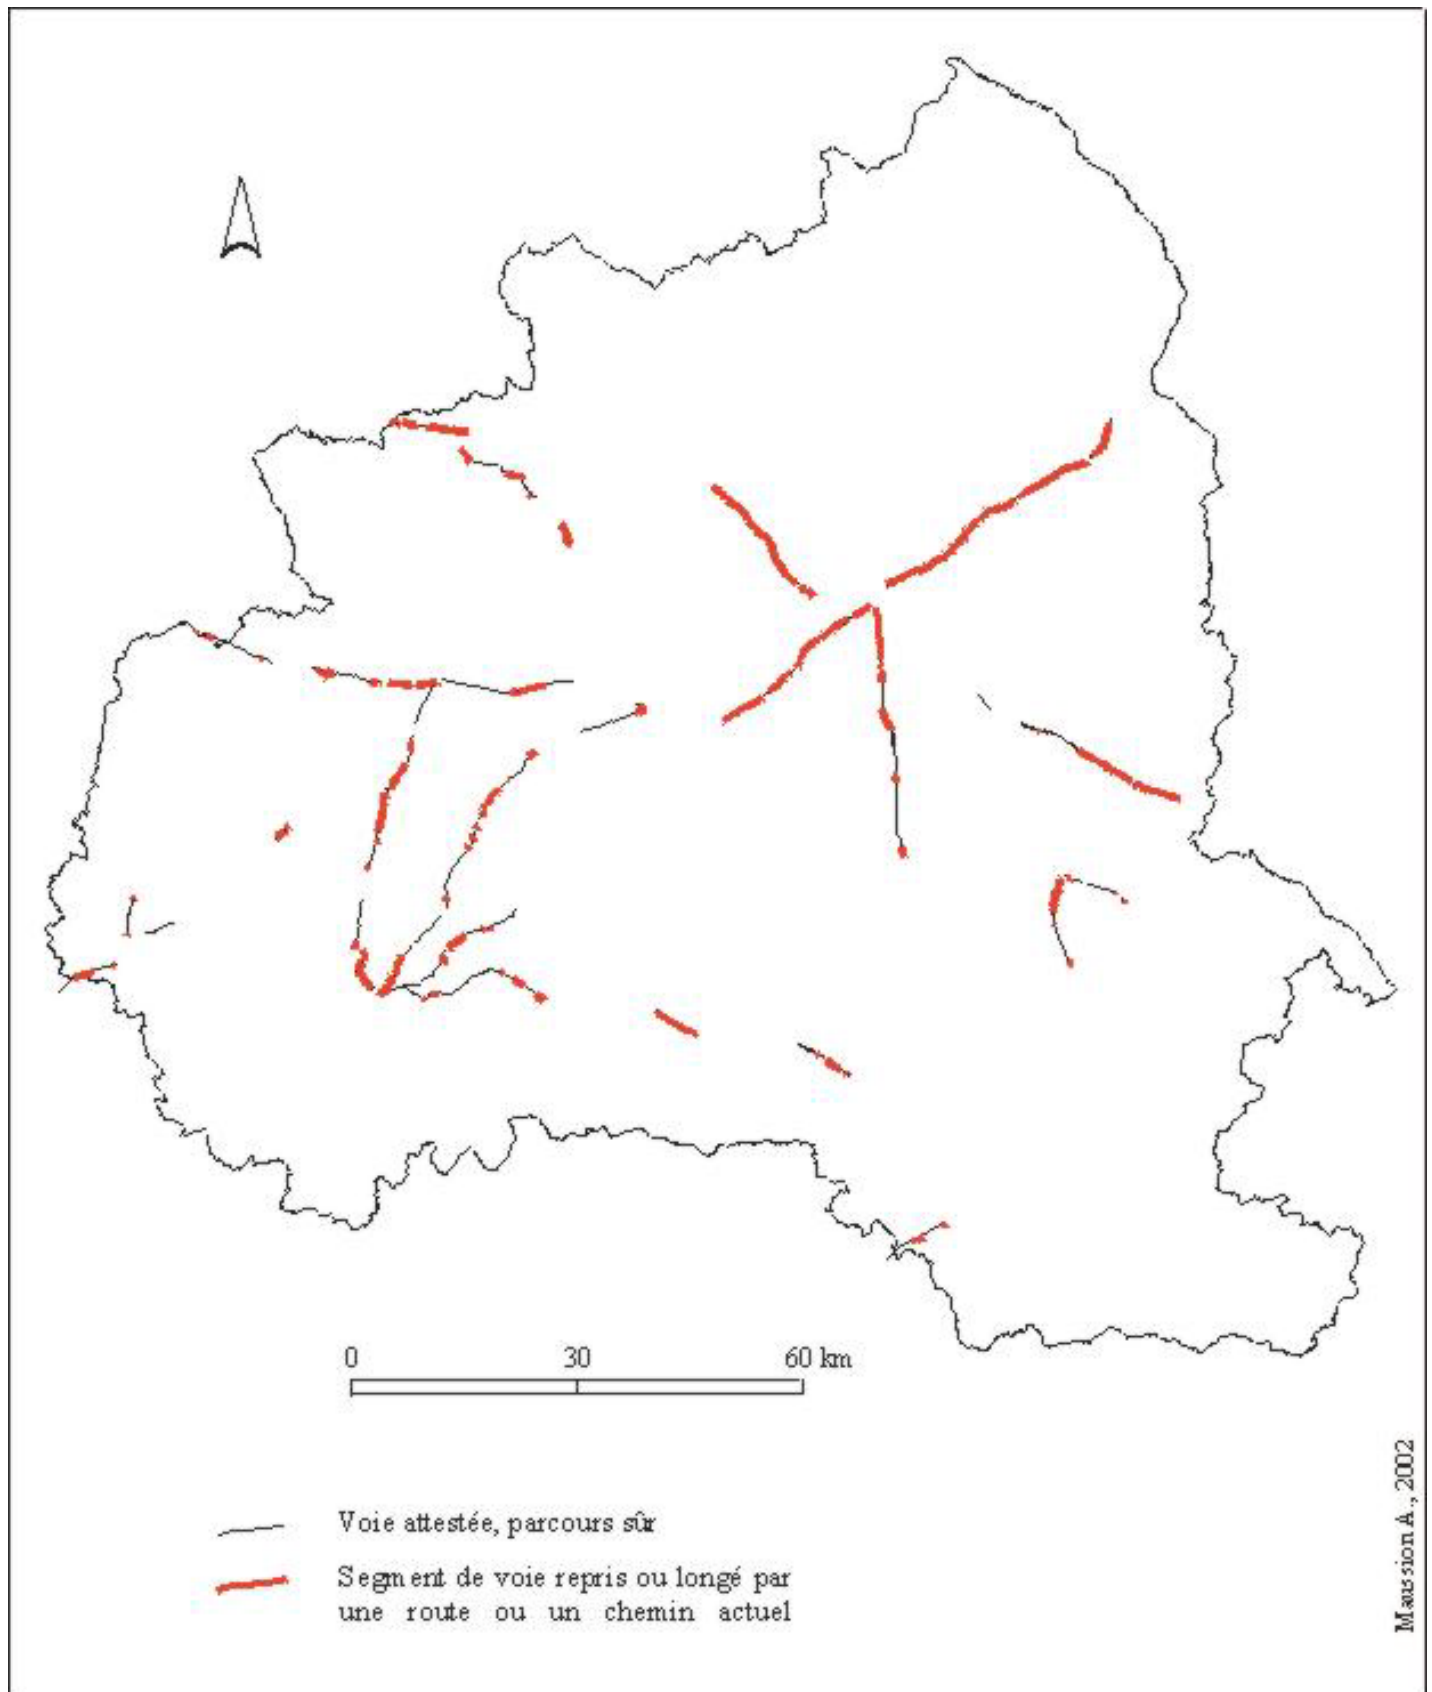 0 30 60 km
Voie attestée, parcours sûr
Segment de voie repris ou longé par
une route ou un chemin actuel
Maussion A., 2002